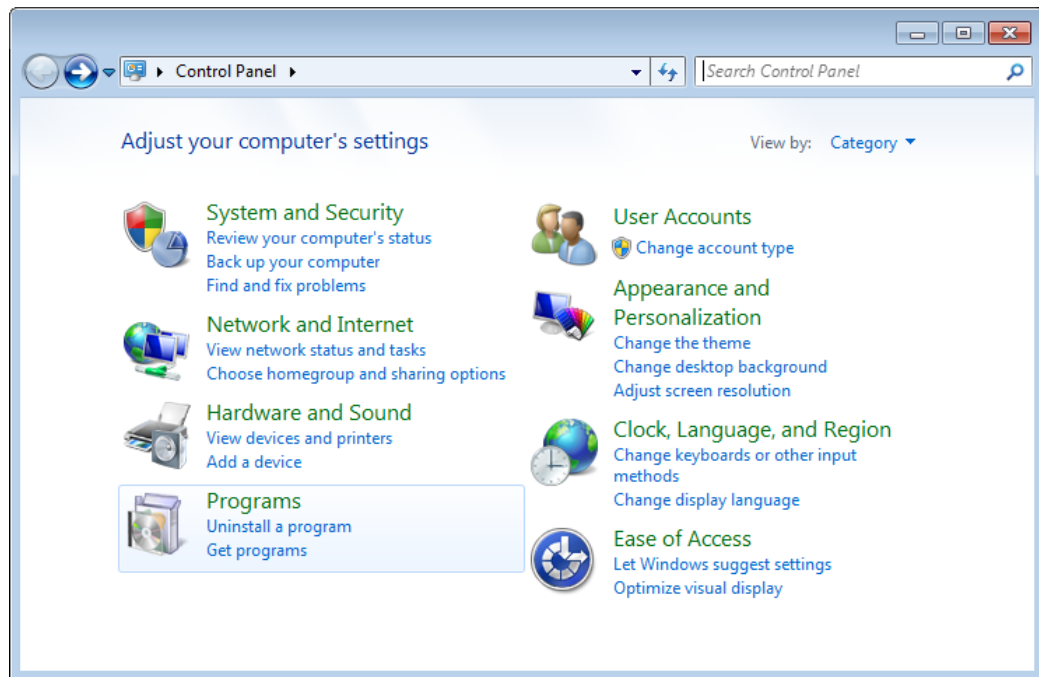 Control Panel
Search Control Panel
Adjust your computer's settings
View by: Category
System and Security
Review your computer's status
Back up your computer
Find and fix problems
Network and Internet
View network status and tasks
Choose homegroup and sharing options
Hardware and Sound
View devices and printers
Add a device
Programs
Uninstall a program
Get programs
User Accounts
Change account type
Appearance and
Personalization
Change the theme
Change desktop background
Adjust screen resolution
Clock, Language, and Region
Change keyboards or other input
methods
Change display language
Ease of Access
Let Windows suggest settings
Optimize visual display